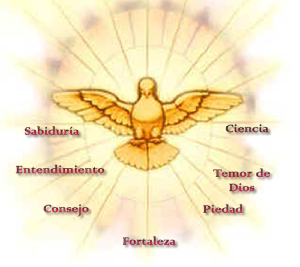 Sabiduría
Ciencia
Entendimiento
Temor de
Dios
Consejo
Piedad
Fortaleza